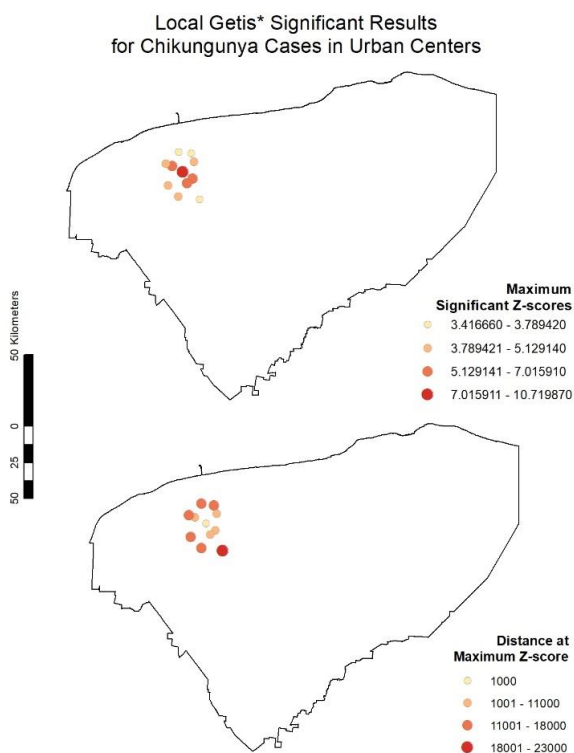 Local Getis* Significant Results
for Chikungunya Cases in Urban Centers
Maximum
Significant Z-scores
3.416660 - 3.789420
3.789421 - 5.129140
5.129141 - 7.015910
7.015911 - 10.719870
50 Kilometers
0
25
50
Distance at
Maximum Z-score
1000
1001 - 11000
11001 - 18000
18001 - 23000